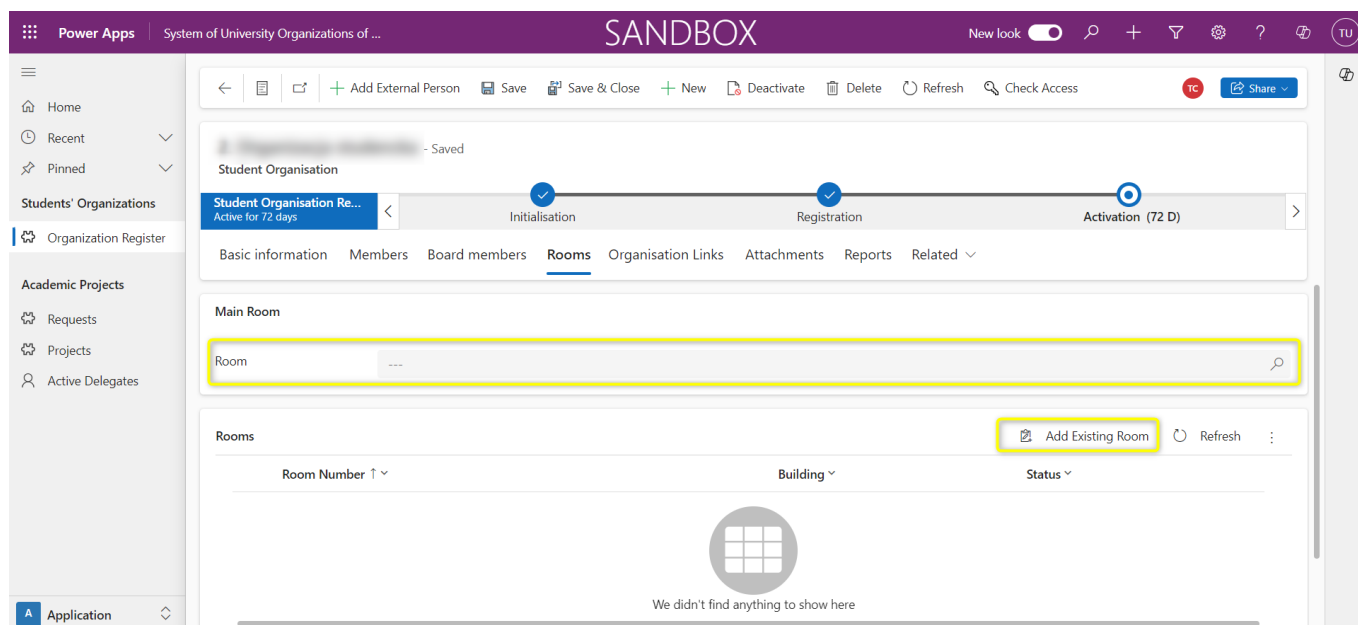 Power Apps System of University Organizations of ... SANDBOX New look TU
Add External Person Save Save & Close New Deactivate Delete Refresh Check Access TC Share
Home
Recent
Pinned
Students' Organizations
Organization Register
Academic Projects
Requests
Projects
Active Delegates
A Application
- Saved
Student Organisation
Student Organisation Re...
Active for 72 days
Initialisation Registration Activation (72 D)
Basic information Members Board members Rooms Organisation Links Attachments Reports Related
Main Room
Room ---
Rooms Add Existing Room Refresh
Room Number ↑ Building Status
We didn't find anything to show here